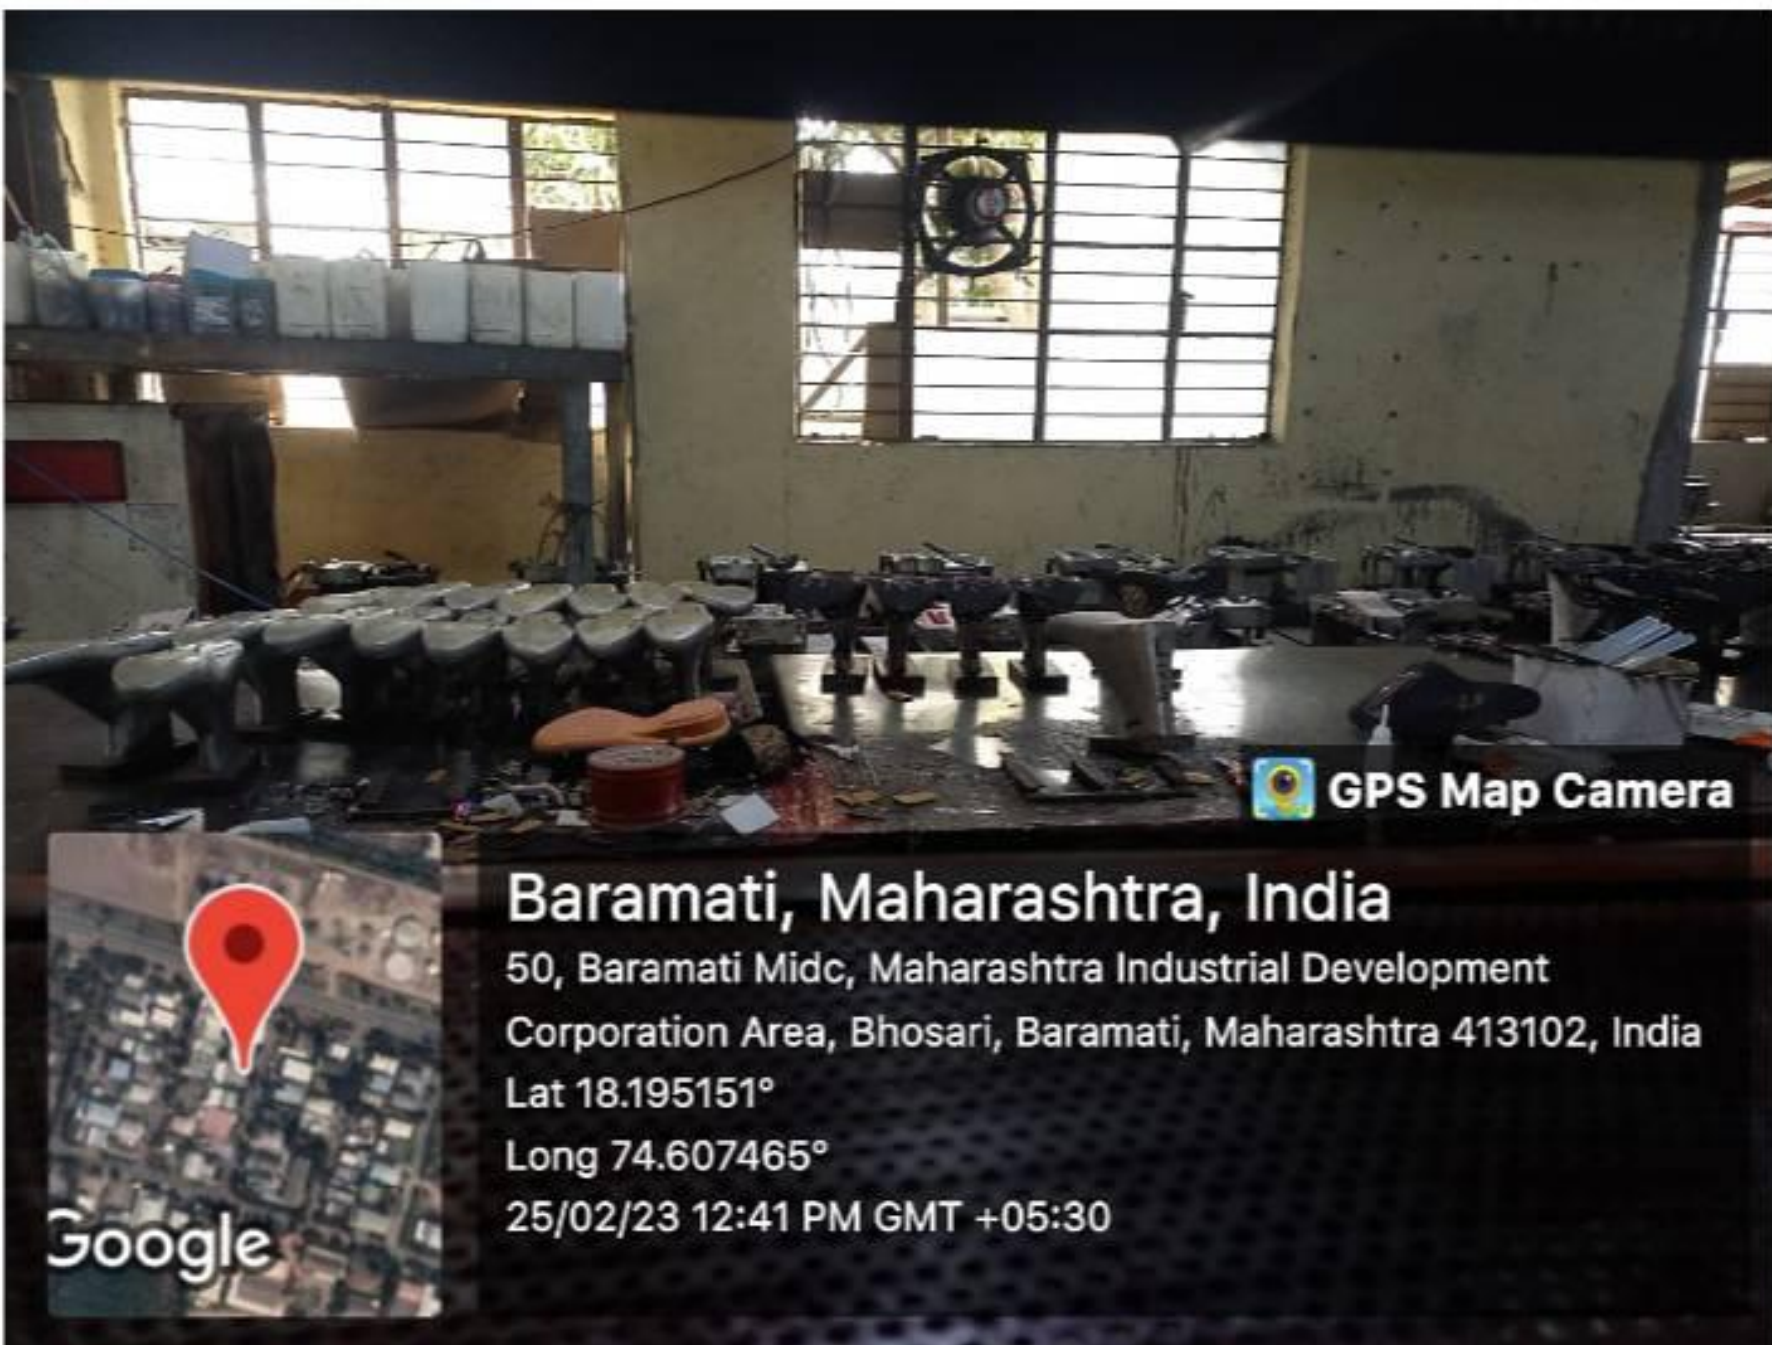 GPS Map Camera
Baramati, Maharashtra, India
50, Baramati Midc, Maharashtra Industrial Development
Corporation Area, Bhosari, Baramati, Maharashtra 413102, India
Lat 18.195151°
Long 74.607465°
25/02/23 12:41 PM GMT +05:30
Google